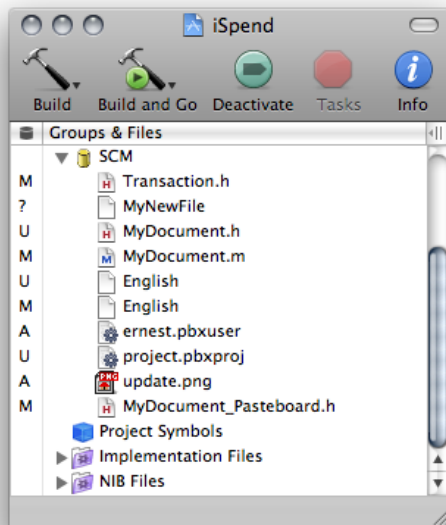 iSpend
Build Build and Go Deactivate Tasks Info
Groups & Files
SCM
M Transaction.h
? MyNewFile
U MyDocument.h
M MyDocument.m
U English
M English
A ernest.pbxuser
U project.pbxproj
A update.png
M MyDocument_Pasteboard.h
Project Symbols
Implementation Files
NIB Files